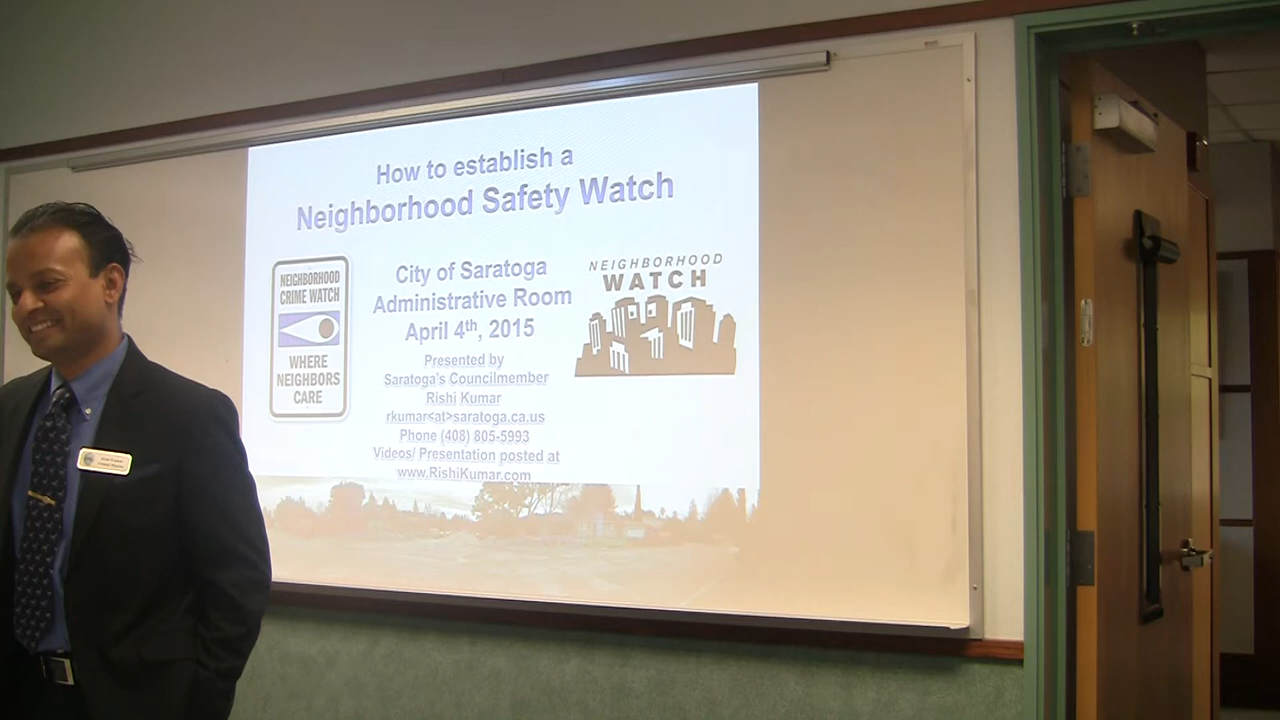 How to establish a
Neighborhood Safety Watch
NEIGHBORHOOD
CRIME WATCH
WHERE
NEIGHBORS
CARE
City of Saratoga
Administrative Room
April 4th, 2015
NEIGHBORHOOD
WATCH
Presented by
Saratoga's Councilmember
Rishi Kumar
rkumar<at>saratoga.ca.us
Phone (408) 805-5993
Videos/ Presentation posted at
www.RishiKumar.com